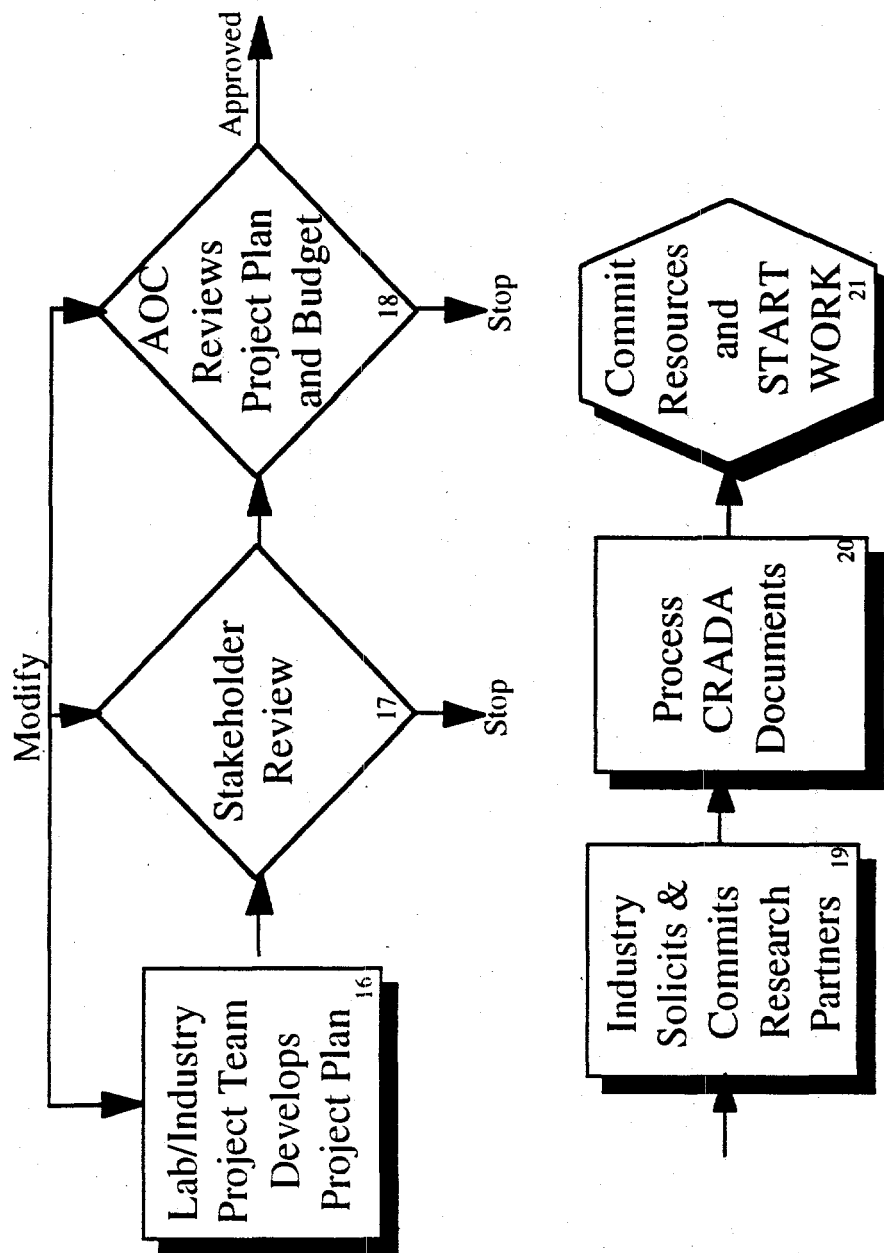 Modify
Lab/Industry
Project Team
Develops
Project Plan
16
Stakeholder
Review
17
Stop
AOC
Reviews
Project Plan
and Budget
18
Stop
Approved
Industry
Solicits &
Commits
Research
Partners
19
Process
CRADA
Documents
20
Commit
Resources
and
START
WORK
21